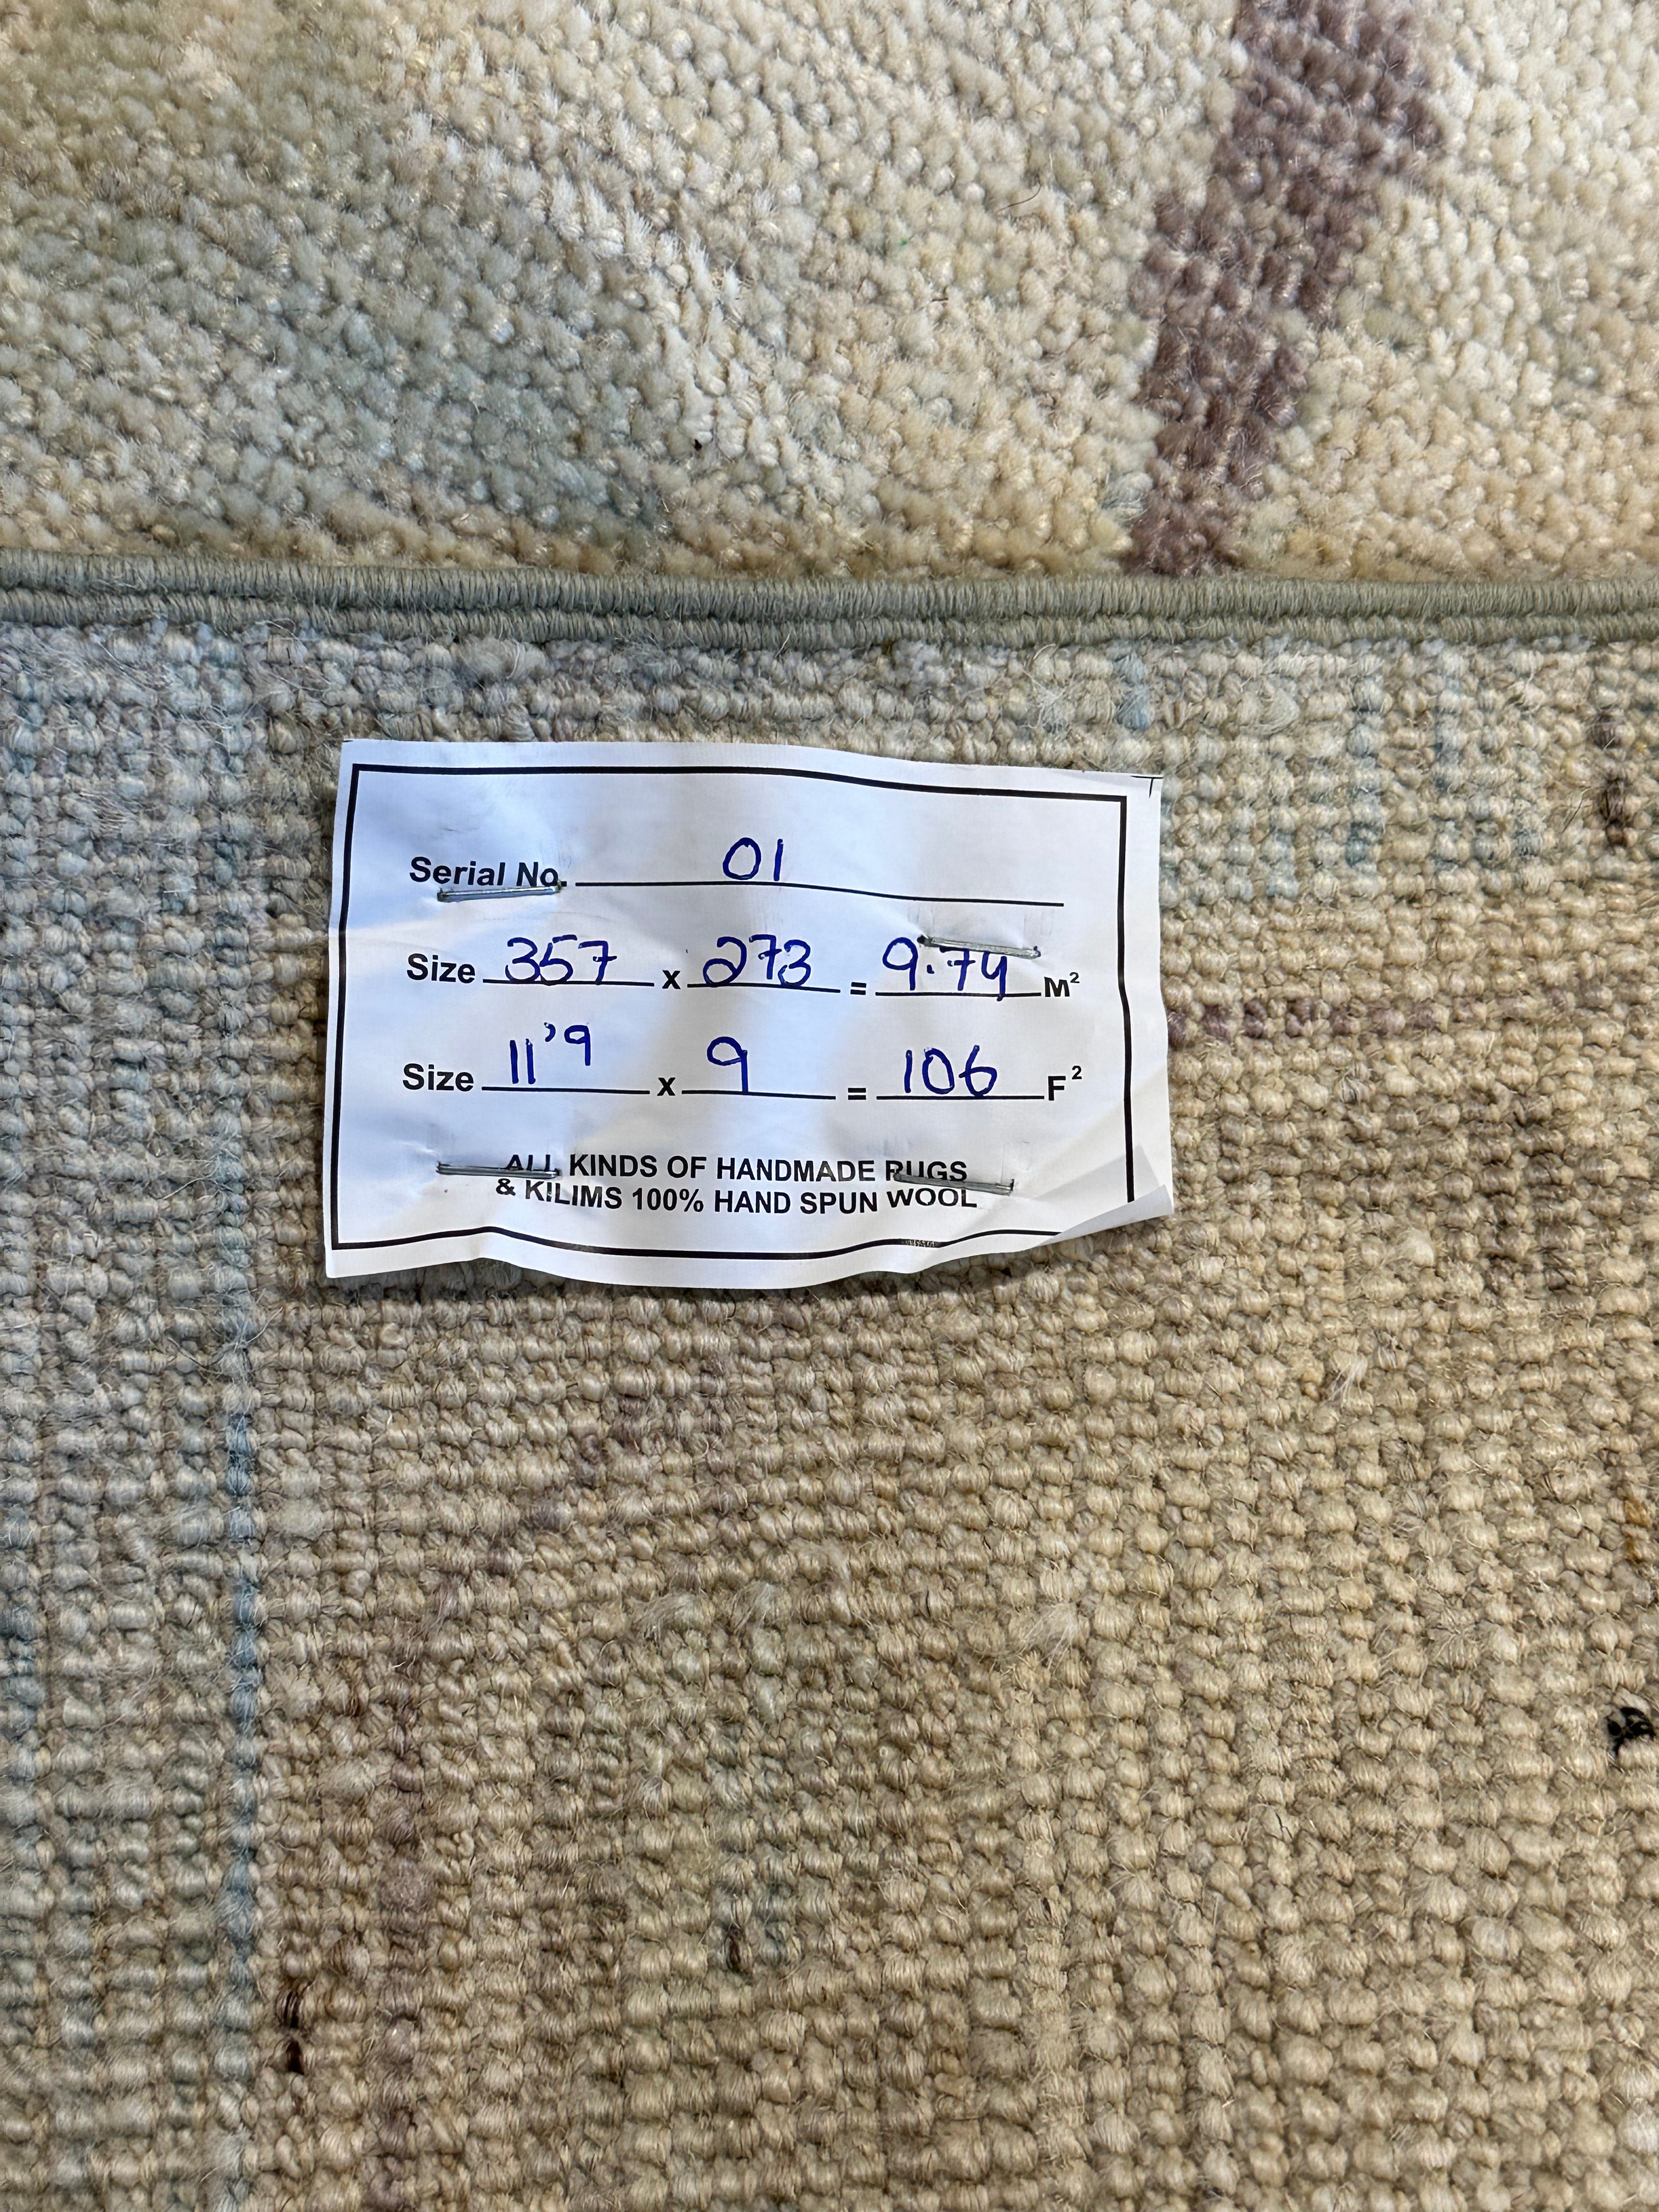 Serial No. 01
Size 357 x 273 = 9.74 M²
Size 11'9 x 9 = 106 F²
ALL KINDS OF HANDMADE RUGS
& KILIMS 100% HAND SPUN WOOL